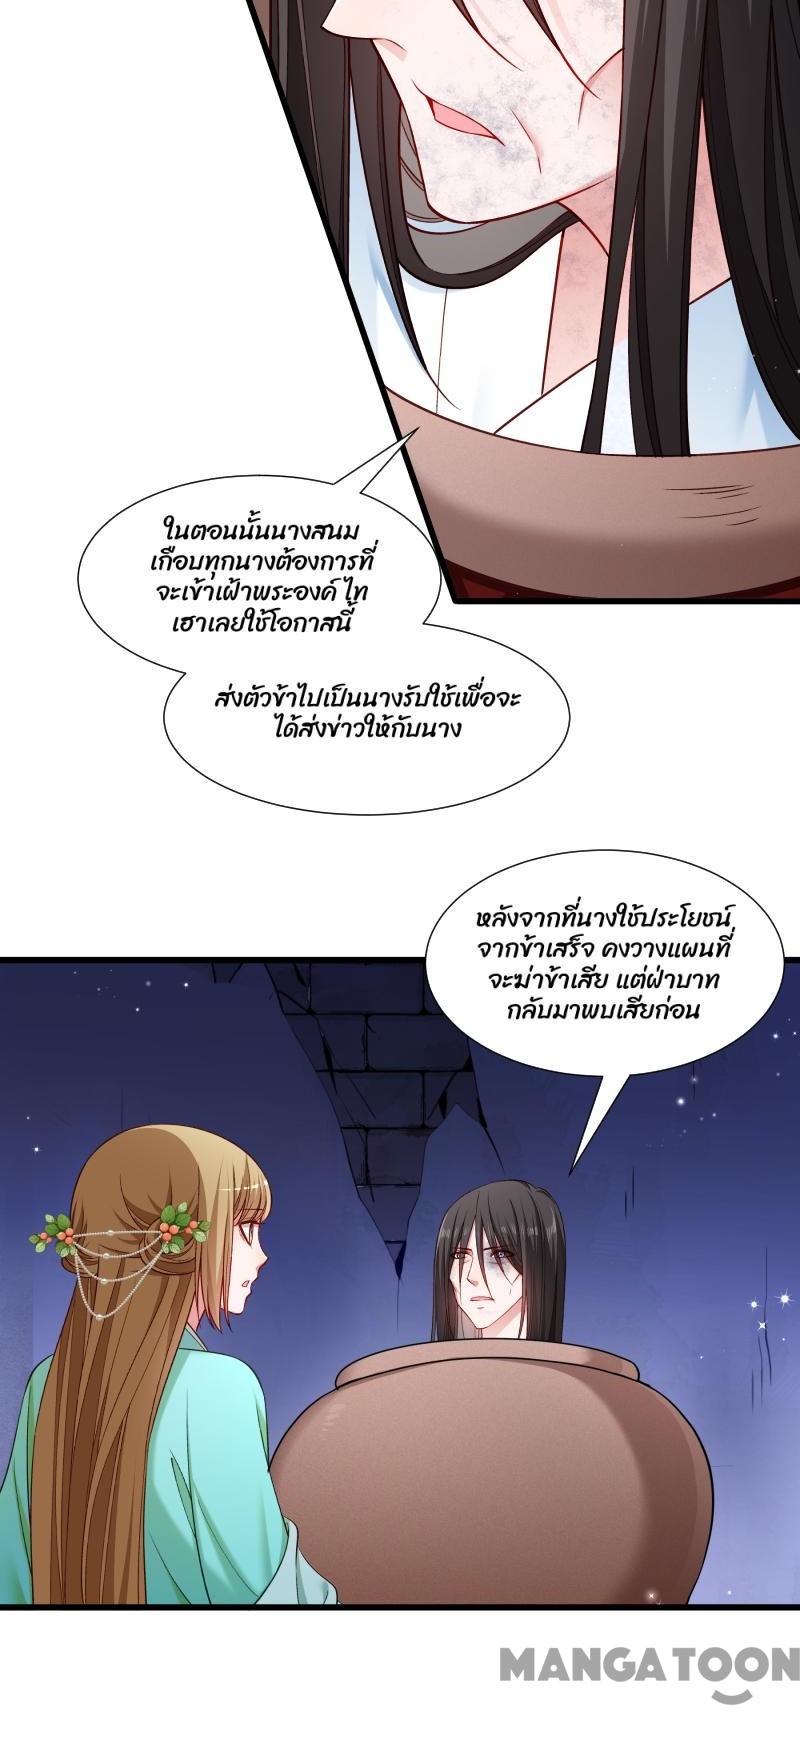 ในตอนนั้นนางสนม
เกือบทุกนางต้องการที่
จะเข้าเฝ้าพระองค์ ไท
เฮาเลยใช้โอกาสนี้
ส่งตัวข้าไปเป็นนางรับใช้เพื่อจะ
ได้ส่งข่าวให้กับนาง
หลังจากที่นางใช้ประโยชน์
จากข้าเสร็จ คงวางแผนที่
จะฆ่าข้าเสีย แต่ฝ่าบาท
กลับมาพบเสียก่อน
MANGATOON